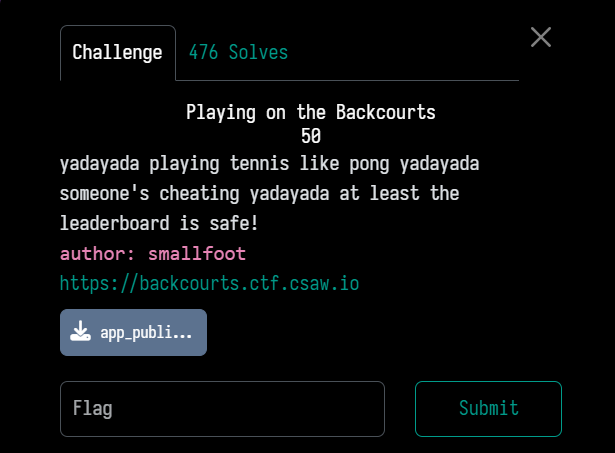 Challenge
476 Solves
Playing on the Backcourts
50
yadayada playing tennis like pong yadayada
someone's cheating yadayada at least the
leaderboard is safe!
author: smallfoot
https://backcourts.ctf.csaw.io
app_publi...
Flag
Submit